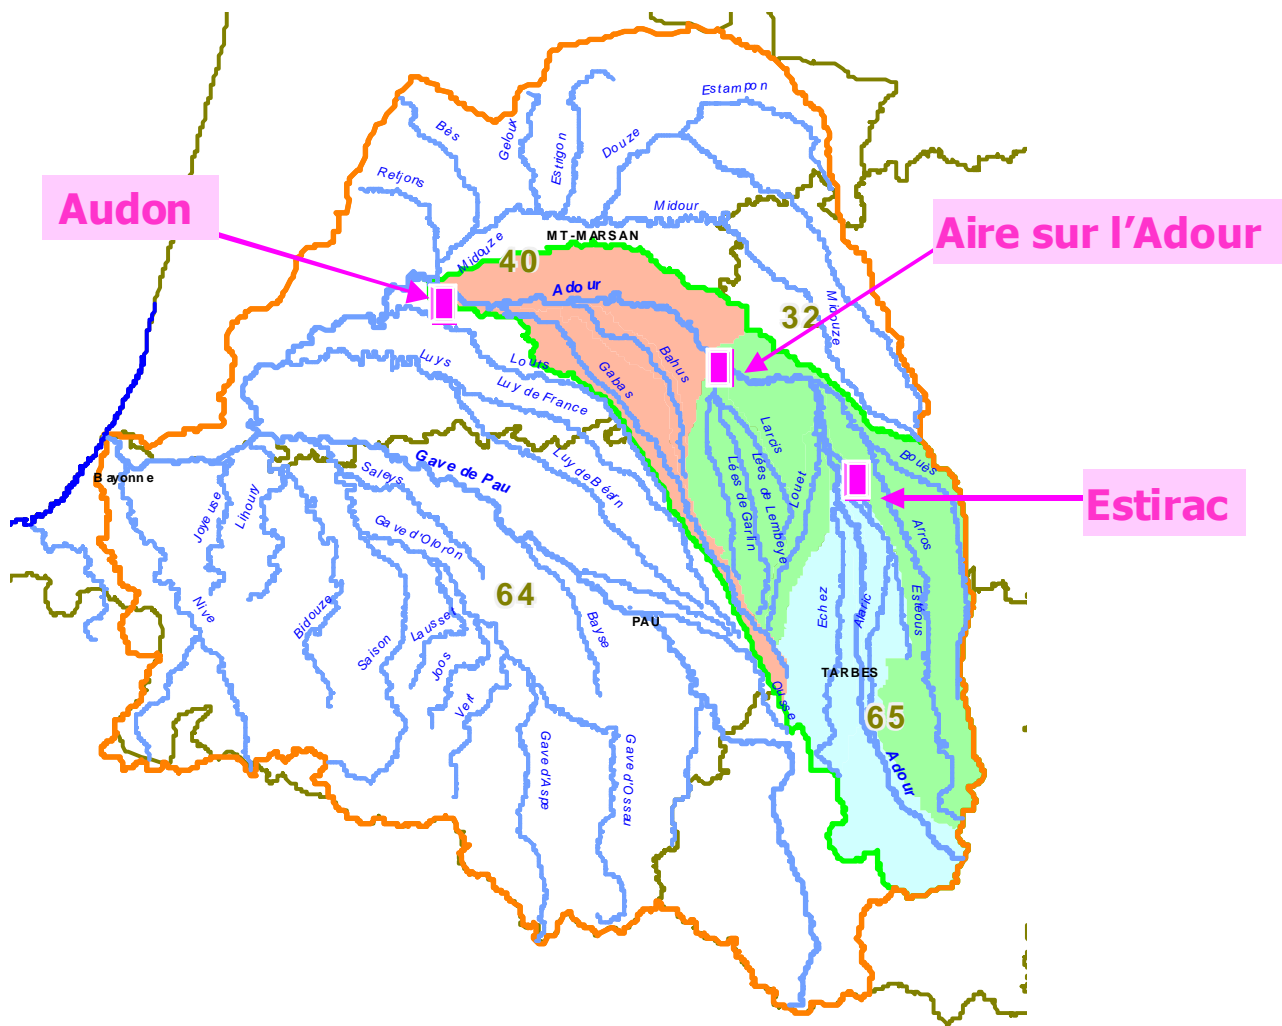 Estampon
Bès
Geloux
Estrigon
Douze
Retjons
Audon
Midour
Aire sur l’Adour
MT-MARSAN
Midouze
40
Adour
Midouze
32
Luys
Louts
Bahus
Gabas
Luy de France
Larcis
Bouès
Gave de Pau
Luy de Béarn
Saleys
Bayonne
Lées de Garlin
Lées de Lembeye
Louet
Estirac
Joyeuse
Lihoury
Gave d'Oloron
Arros
64
Echez
Alaric
Estéous
Nive
Bidouze
Saison
Lausset
Bayse
PAU
Joos
Vert
TARBES
Ousse
65
Adour
Gave d'Aspe
Gave d'Ossau